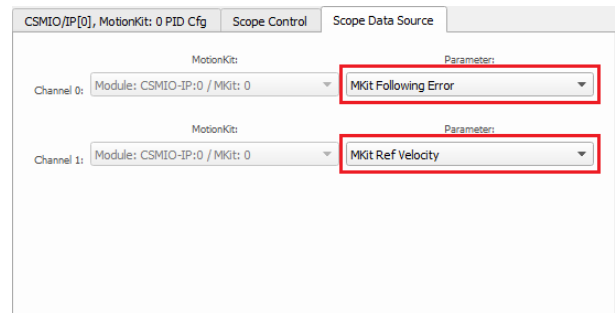 CSMIO/IP[0], MotionKit: 0 PID Cfg Scope Control Scope Data Source
MotionKit: Parameter:
Channel 0: Module: CSMIO-IP:0 / MKit: 0 MKit Following Error
MotionKit: Parameter:
Channel 1: Module: CSMIO-IP:0 / MKit: 0 MKit Ref Velocity